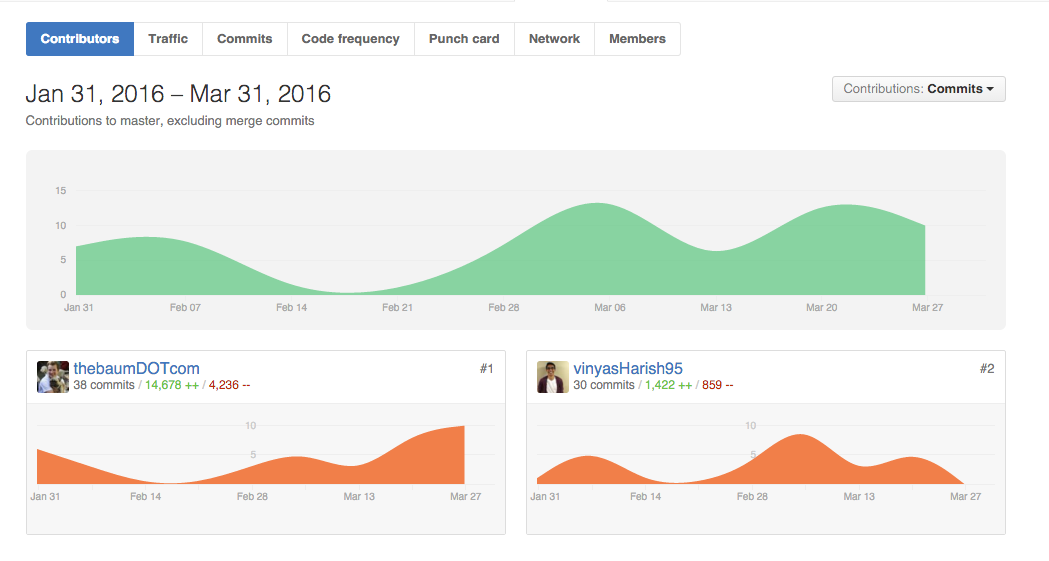 Contributors Traffic Commits Code frequency Punch card Network Members
Jan 31, 2016 – Mar 31, 2016
Contributions: Commits
Contributions to master, excluding merge commits
15
10
5
0
Jan 31 Feb 07 Feb 14 Feb 21 Feb 28 Mar 06 Mar 13 Mar 20 Mar 27
thebaumDOTcom #1
38 commits / 14,678 ++ / 4,236 --
10
5
Jan 31 Feb 14 Feb 28 Mar 13 Mar 27
vinyasHarish95 #2
30 commits / 1,422 ++ / 859 --
10
5
Jan 31 Feb 14 Feb 28 Mar 13 Mar 27